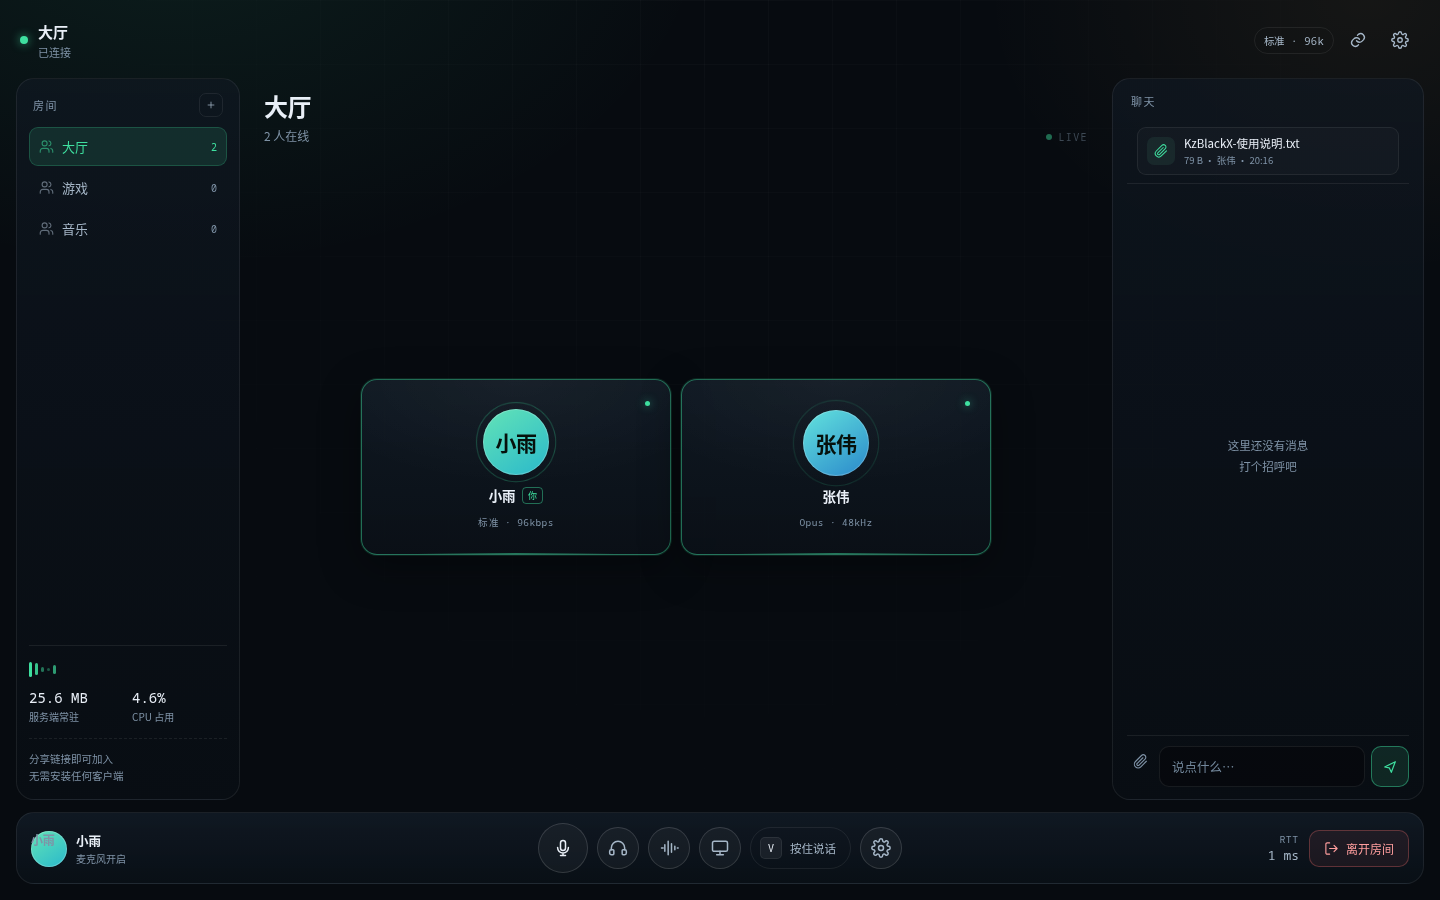 大厅
已连接
标准 · 96k
房间
+
大厅 2
游戏 0
音乐 0
25.6 MB 4.6%
服务端常驻 CPU 占用
分享链接即可加入
无需安装任何客户端
大厅
2 人在线
LIVE
小雨
小雨 你
标准 · 96kbps
张伟
张伟
Opus · 48kHz
聊天
KzBlackX-使用说明.txt
79 B • 张伟 • 20:16
这里还没有消息
打个招呼吧
说点什么…
小雨
小雨
麦克风开启
V 按住说话
RTT
1 ms
离开房间